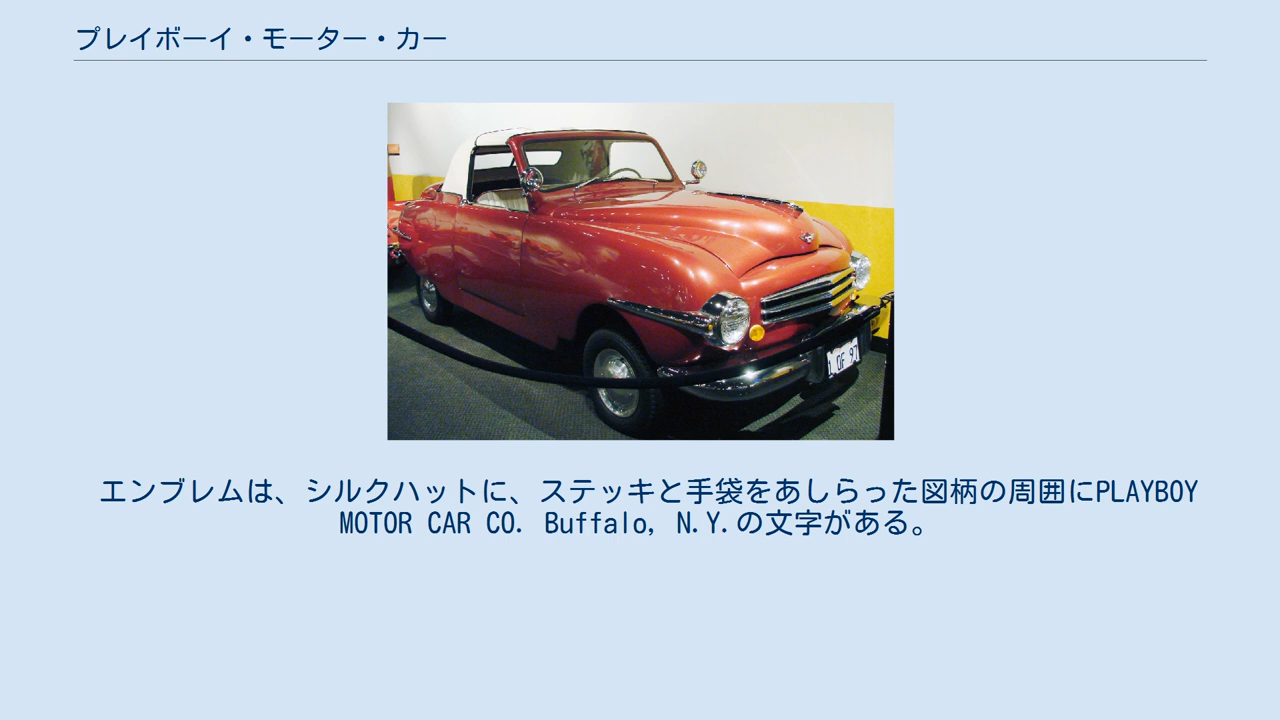 プレイボーイ・モーター・カー
1 OF 97
エンブレムは、シルクハットに、ステッキと手袋をあしらった図柄の周囲にPLAYBOY
MOTOR CAR CO. Buffalo, N.Y.の文字がある。